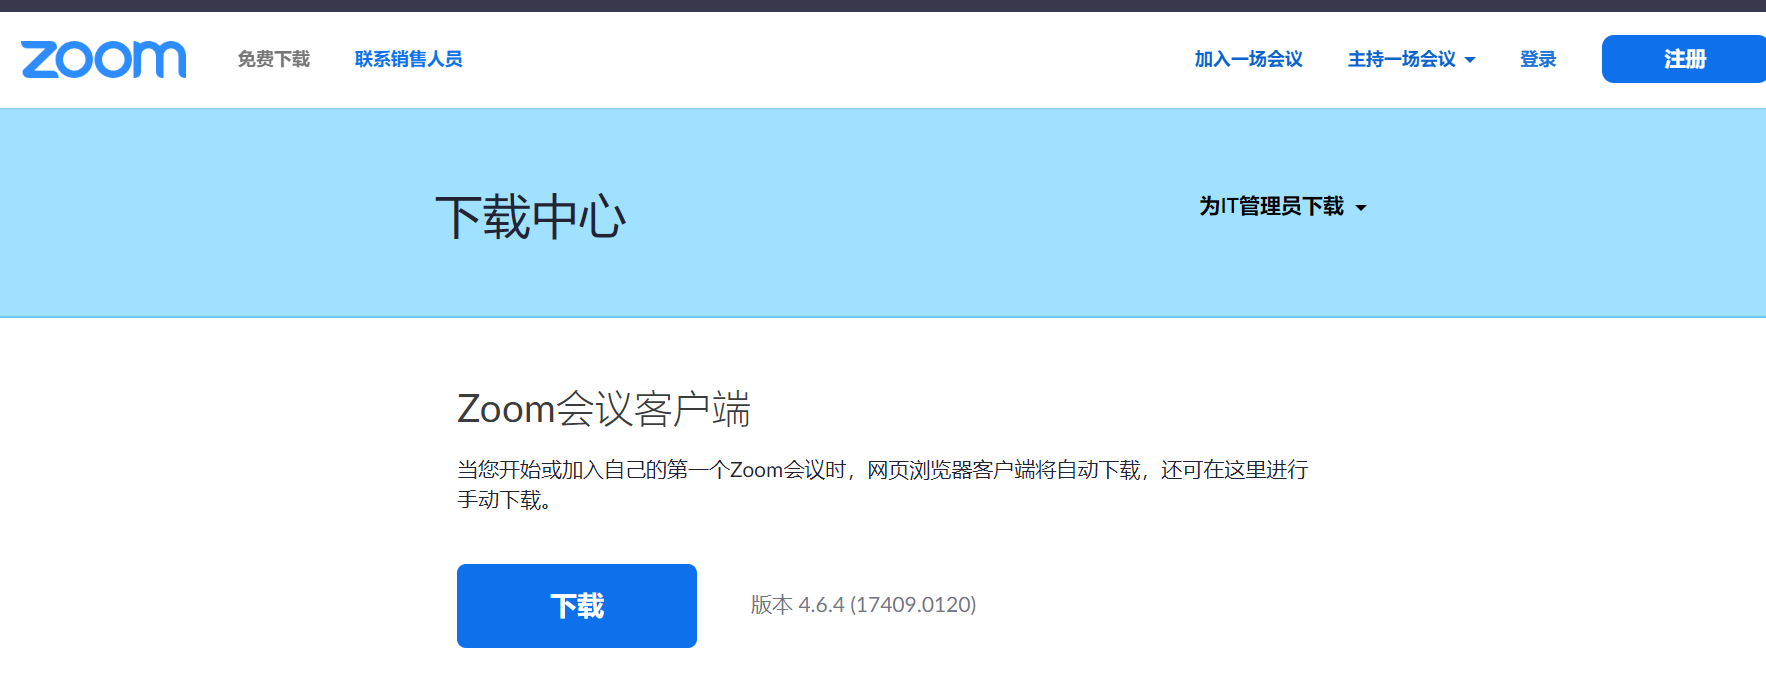 zoom 免费下载 联系销售人员 加入一场会议 主持一场会议 登录 注册
下载中心 为IT管理员下载
Zoom会议客户端
当您开始或加入自己的第一个Zoom会议时，网页浏览器客户端将自动下载，还可在这里进行
手动下载。
下载 版本 4.6.4 (17409.0120)